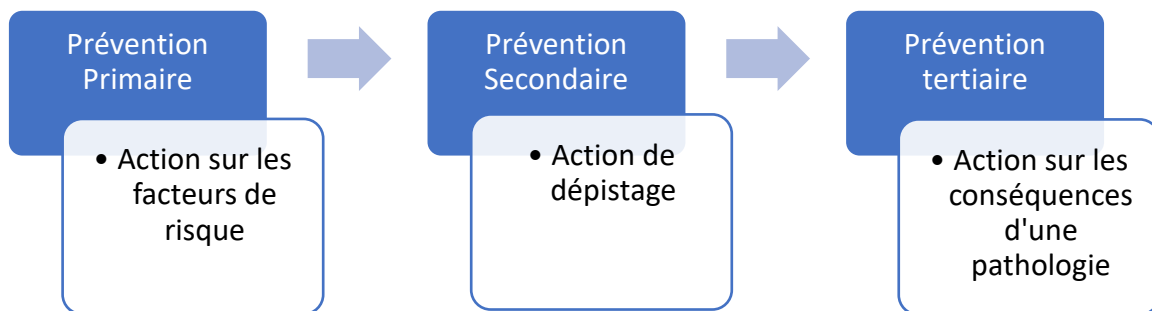 Prévention
Primaire
• Action sur les
facteurs de
risque
Prévention
Secondaire
• Action de
dépistage
Prévention
tertiaire
• Action sur les
conséquences
d'une
pathologie